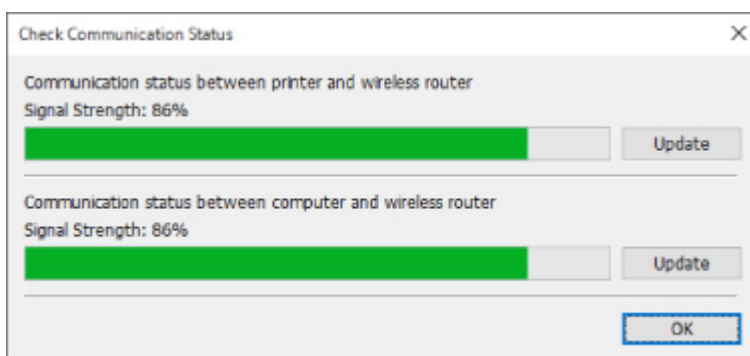 Check Communication Status
Communication status between printer and wireless router
Signal Strength: 86%
Update
Communication status between computer and wireless router
Signal Strength: 86%
Update
OK